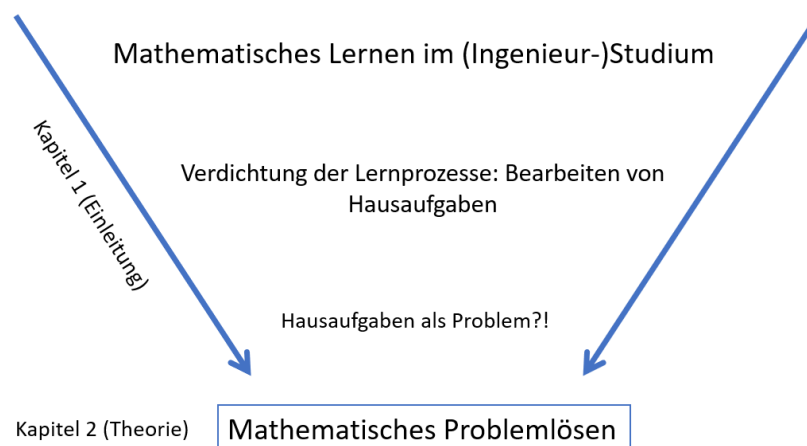 Mathematisches Lernen im (Ingenieur-)Studium
Kapitel 1 (Einleitung)
Verdichtung der Lernprozesse: Bearbeiten von
Hausaufgaben
Hausaufgaben als Problem?!
Kapitel 2 (Theorie)
Mathematisches Problemlösen